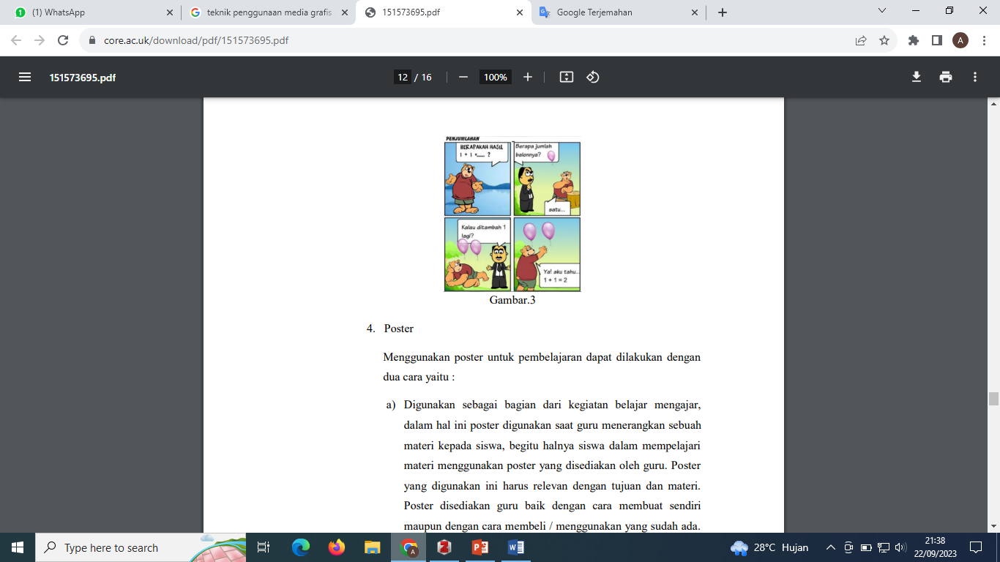 (1) WhatsApp
teknik penggunaan media grafis
151573695.pdf
Google Terjemahan
core.ac.uk/download/pdf/151573695.pdf
A
151573695.pdf
12 / 16
100%
PENJUMLAHAN
BERAPAKAH HASIL
1 + 1 =...... ?
Berapa jumlah
balonnya?
satu...
Kalau ditambah 1
lagi?
Ya! aku tahu..
1 + 1 = 2
Gambar.3
4. Poster
Menggunakan poster untuk pembelajaran dapat dilakukan dengan
dua cara yaitu :
a) Digunakan sebagai bagian dari kegiatan belajar mengajar,
dalam hal ini poster digunakan saat guru menerangkan sebuah
materi kepada siswa, begitu halnya siswa dalam mempelajari
materi menggunakan poster yang disediakan oleh guru. Poster
yang digunakan ini harus relevan dengan tujuan dan materi.
Poster disediakan guru baik dengan cara membuat sendiri
maupun dengan cara membeli / menggunakan yang sudah ada.
Type here to search
28°C Hujan
21:38
22/09/2023